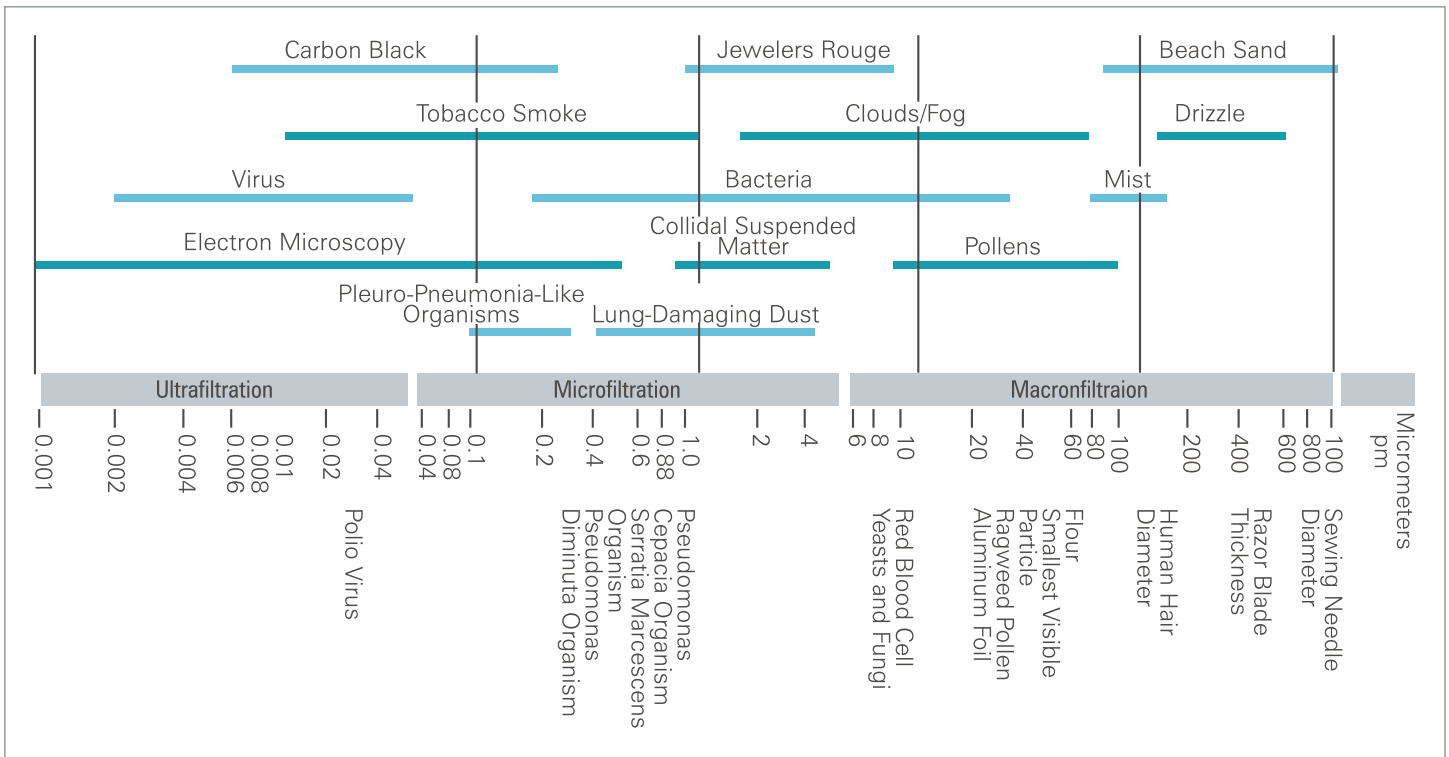 Carbon Black
Jewelers Rouge
Beach Sand
Tobacco Smoke
Clouds/Fog
Drizzle
Virus
Bacteria
Mist
Electron Microscopy
Collidal Suspended
Matter
Pollens
Pleuro-Pneumonia-Like
Organisms
Lung-Damaging Dust
Ultrafiltration
Microfiltration
Macronfiltraion
0.001
0.002
0.004
0.006
0.008
0.01
0.02
0.04
0.04
0.08
0.1
0.2
0.4
0.6
0.88
1.0
2
4
6
8
10
20
40
60
80
100
200
400
600
800
100
Micrometers
pm
Polio Virus
Pseudomonas
Diminuta Organism
Serratia Marcescens
Organism
Pseudomonas
Cepacia Organism
Red Blood Cell
Yeasts and Fungi
Flour
Smallest Visible
Particle
Ragweed Pollen
Aluminum Foil
Human Hair
Diameter
Razor Blade
Thickness
Sewing Needle
Diameter